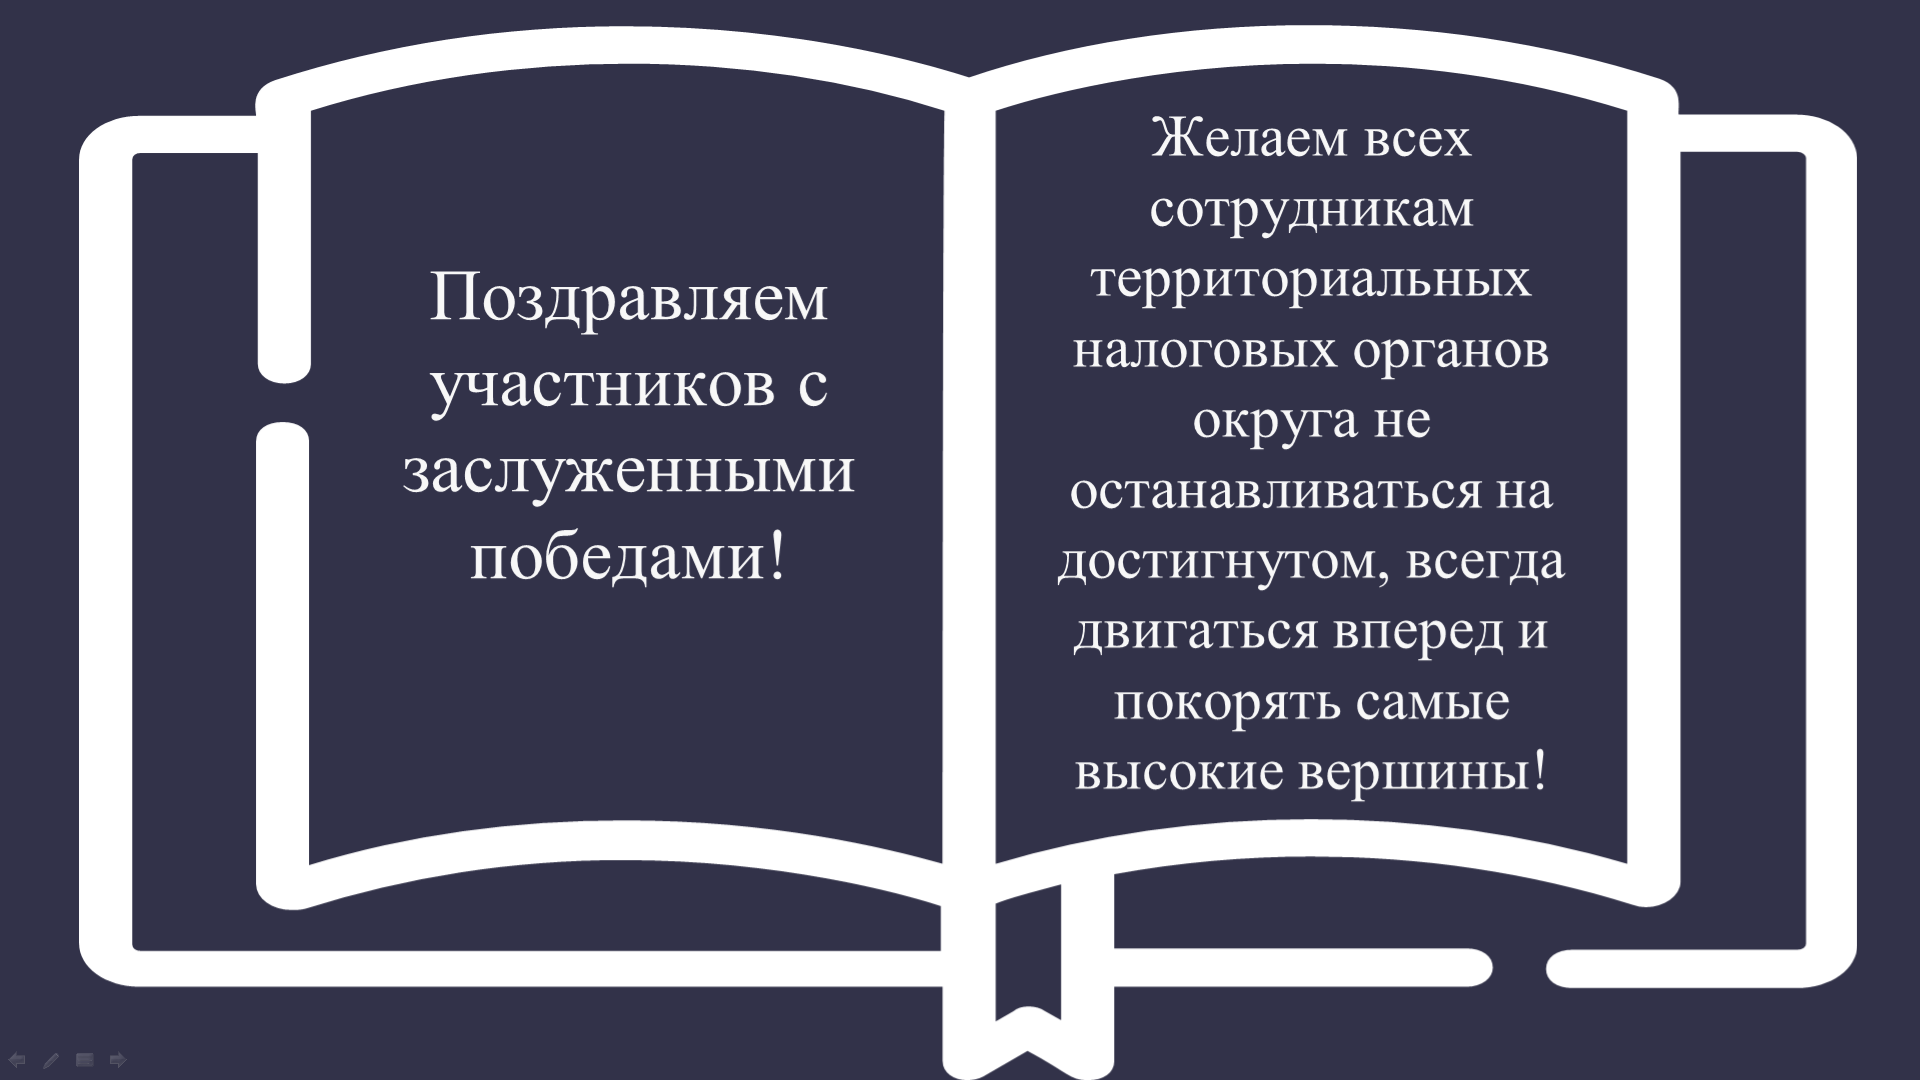 Поздравляем
участников с
заслуженными
победами!
Желаем всех
сотрудникам
территориальных
налоговых органов
округа не
останавливаться на
достигнутом, всегда
двигаться вперед и
покорять самые
высокие вершины!